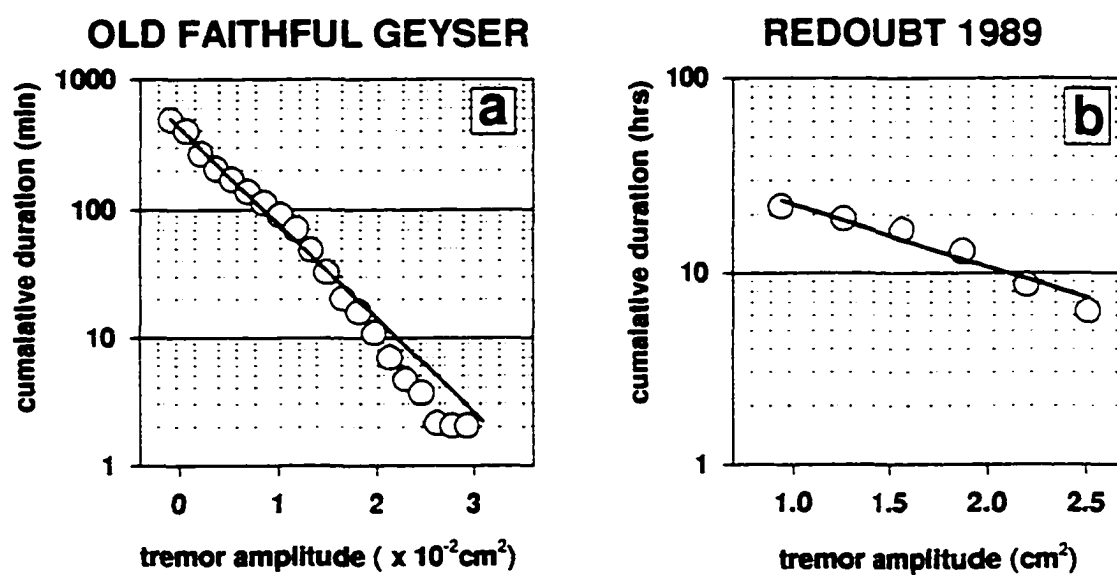 OLD FAITHFUL GEYSER
a
cumalative duration (min)
1000
100
10
1
0 1 2 3
tremor amplitude ( x 10⁻²cm²)
REDOUBT 1989
b
cumalative duration (hrs)
100
10
1
1.0 1.5 2.0 2.5
tremor amplitude (cm²)